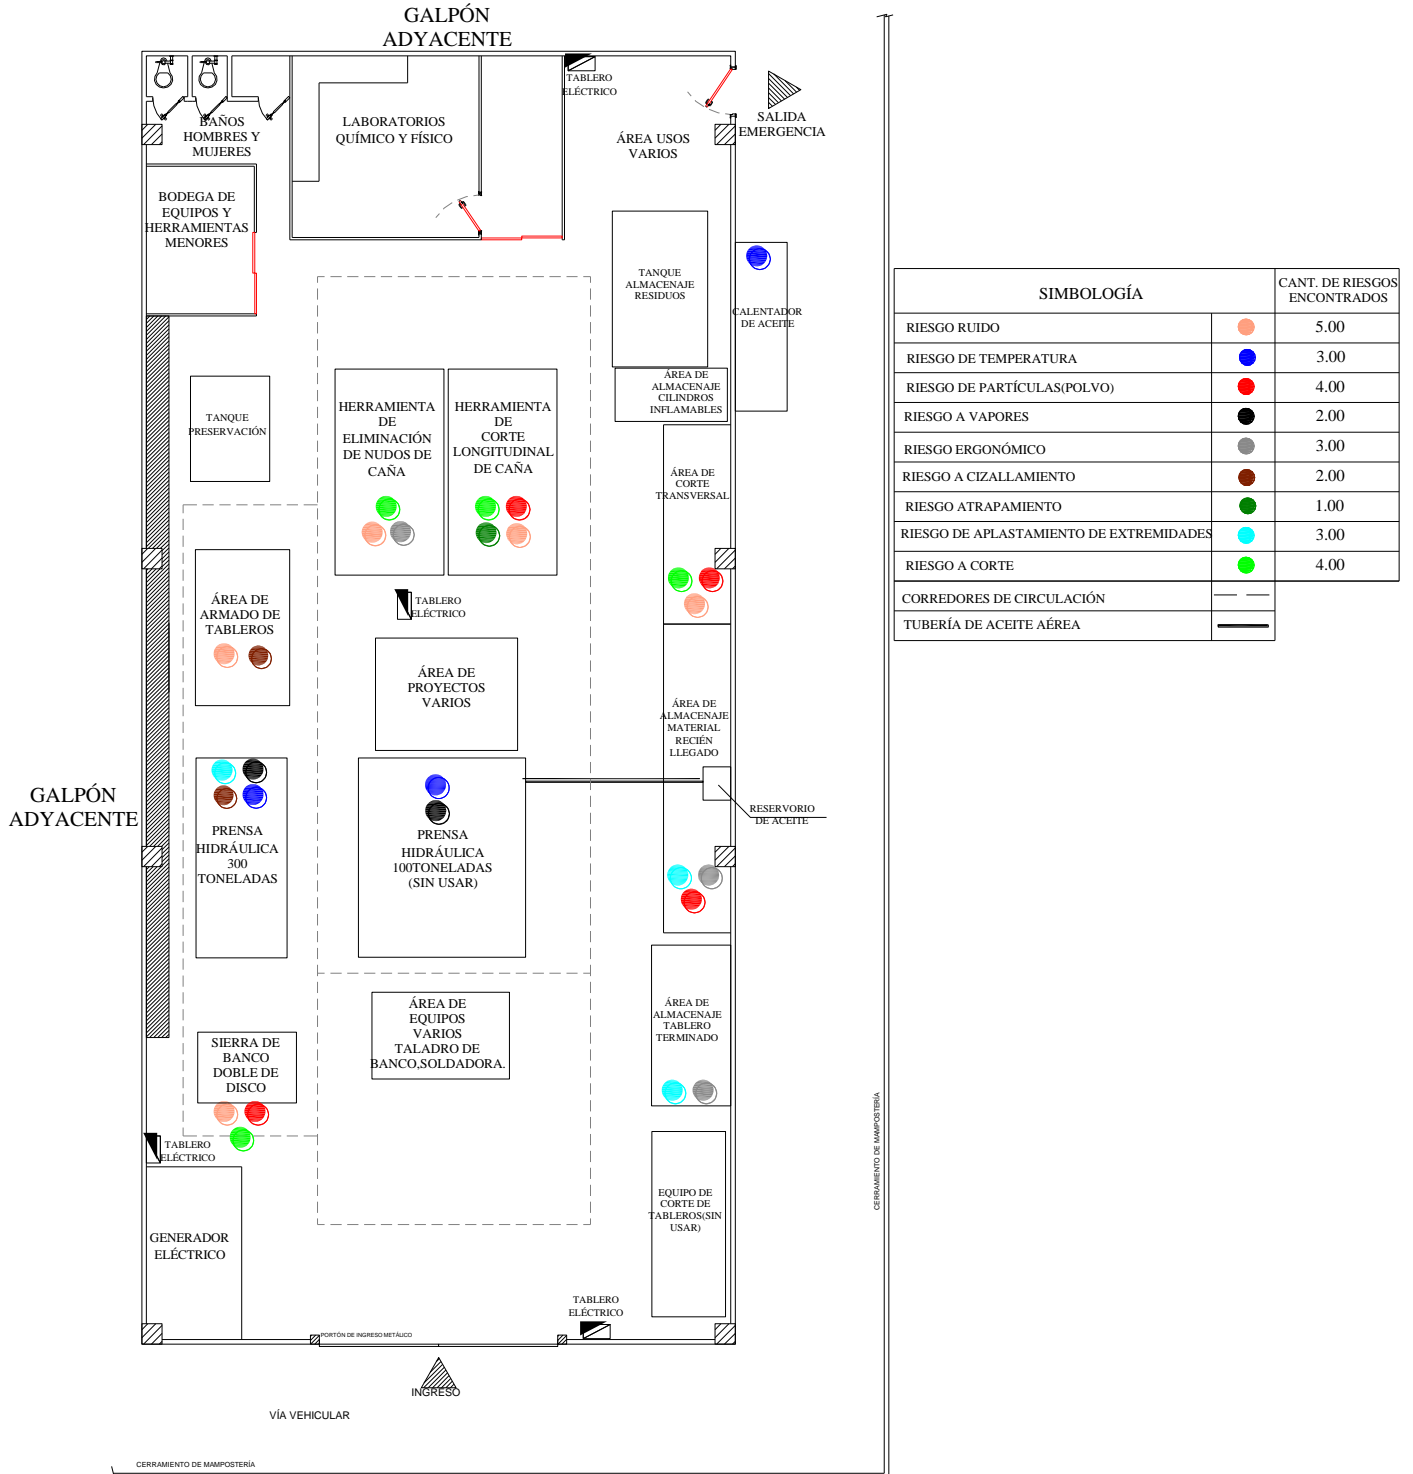 GALPÓN
ADYACENTE
TABLERO
ELÉCTRICO
SALIDA
EMERGENCIA
BAÑOS
HOMBRES Y
MUJERES
LABORATORIOS
QUÍMICO Y FÍSICO
ÁREA USOS
VARIOS
BODEGA DE
EQUIPOS Y
HERRAMIENTAS
MENORES
TANQUE
ALMACENAJE
RESIDUOS
CALENTADOR
DE ACEITE
SIMBOLOGÍA
CANT. DE RIESGOS
ENCONTRADOS
RIESGO RUIDO 5.00
RIESGO DE TEMPERATURA 3.00
RIESGO DE PARTÍCULAS(POLVO) 4.00
RIESGO A VAPORES 2.00
RIESGO ERGONÓMICO 3.00
RIESGO A CIZALLAMIENTO 2.00
RIESGO ATRAPAMIENTO 1.00
RIESGO DE APLASTAMIENTO DE EXTREMIDADES 3.00
RIESGO A CORTE 4.00
CORREDORES DE CIRCULACIÓN
TUBERÍA DE ACEITE AÉREA
ÁREA DE
ALMACENAJE
CILINDROS
INFLAMABLES
TANQUE
PRESERVACIÓN
HERRAMIENTA
DE
ELIMINACIÓN
DE NUDOS DE
CAÑA
HERRAMIENTA
DE
CORTE
LONGITUDINAL
DE CAÑA
ÁREA DE
CORTE
TRANSVERSAL
TABLERO
ELÉCTRICO
ÁREA DE
ARMADO DE
TABLEROS
ÁREA DE
PROYECTOS
VARIOS
ÁREA DE
ALMACENAJE
MATERIAL
RECIÉN
LLEGADO
GALPÓN
ADYACENTE
RESERVORIO
DE ACEITE
PRENSA
HIDRÁULICA
300
TONELADAS
PRENSA
HIDRÁULICA
100TONELADAS
(SIN USAR)
ÁREA DE
ALMACENAJE
TABLERO
TERMINADO
ÁREA DE
EQUIPOS
VARIOS
TALADRO DE
BANCO,SOLDADORA.
SIERRA DE
BANCO
DOBLE DE
DISCO
TABLERO
ELÉCTRICO
CERRAMIENTO DE MAMPOSTERÍA
EQUIPO DE
CORTE DE
TABLEROS(SIN
USAR)
GENERADOR
ELÉCTRICO
TABLERO
ELÉCTRICO
PORTÓN DE INGRESO METÁLICO
INGRESO
VÍA VEHICULAR
CERRAMIENTO DE MAMPOSTERÍA